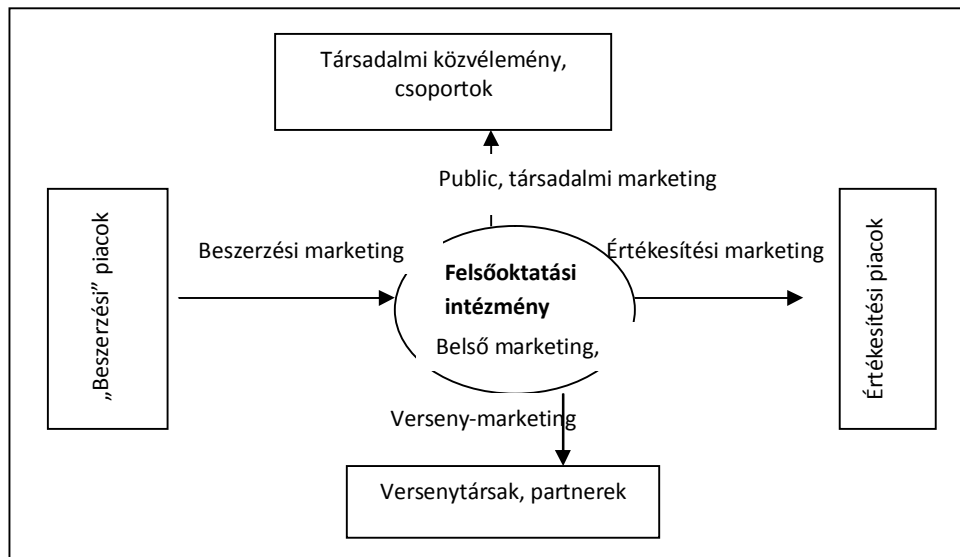 Társadalmi közvélemény,
csoportok
Public, társadalmi marketing
„Beszerzési” piacok
Beszerzési marketing
Felsőoktatási
intézmény
Belső marketing,
Értékesítési marketing
Értékesítési piacok
Verseny-marketing
Versenytársak, partnerek